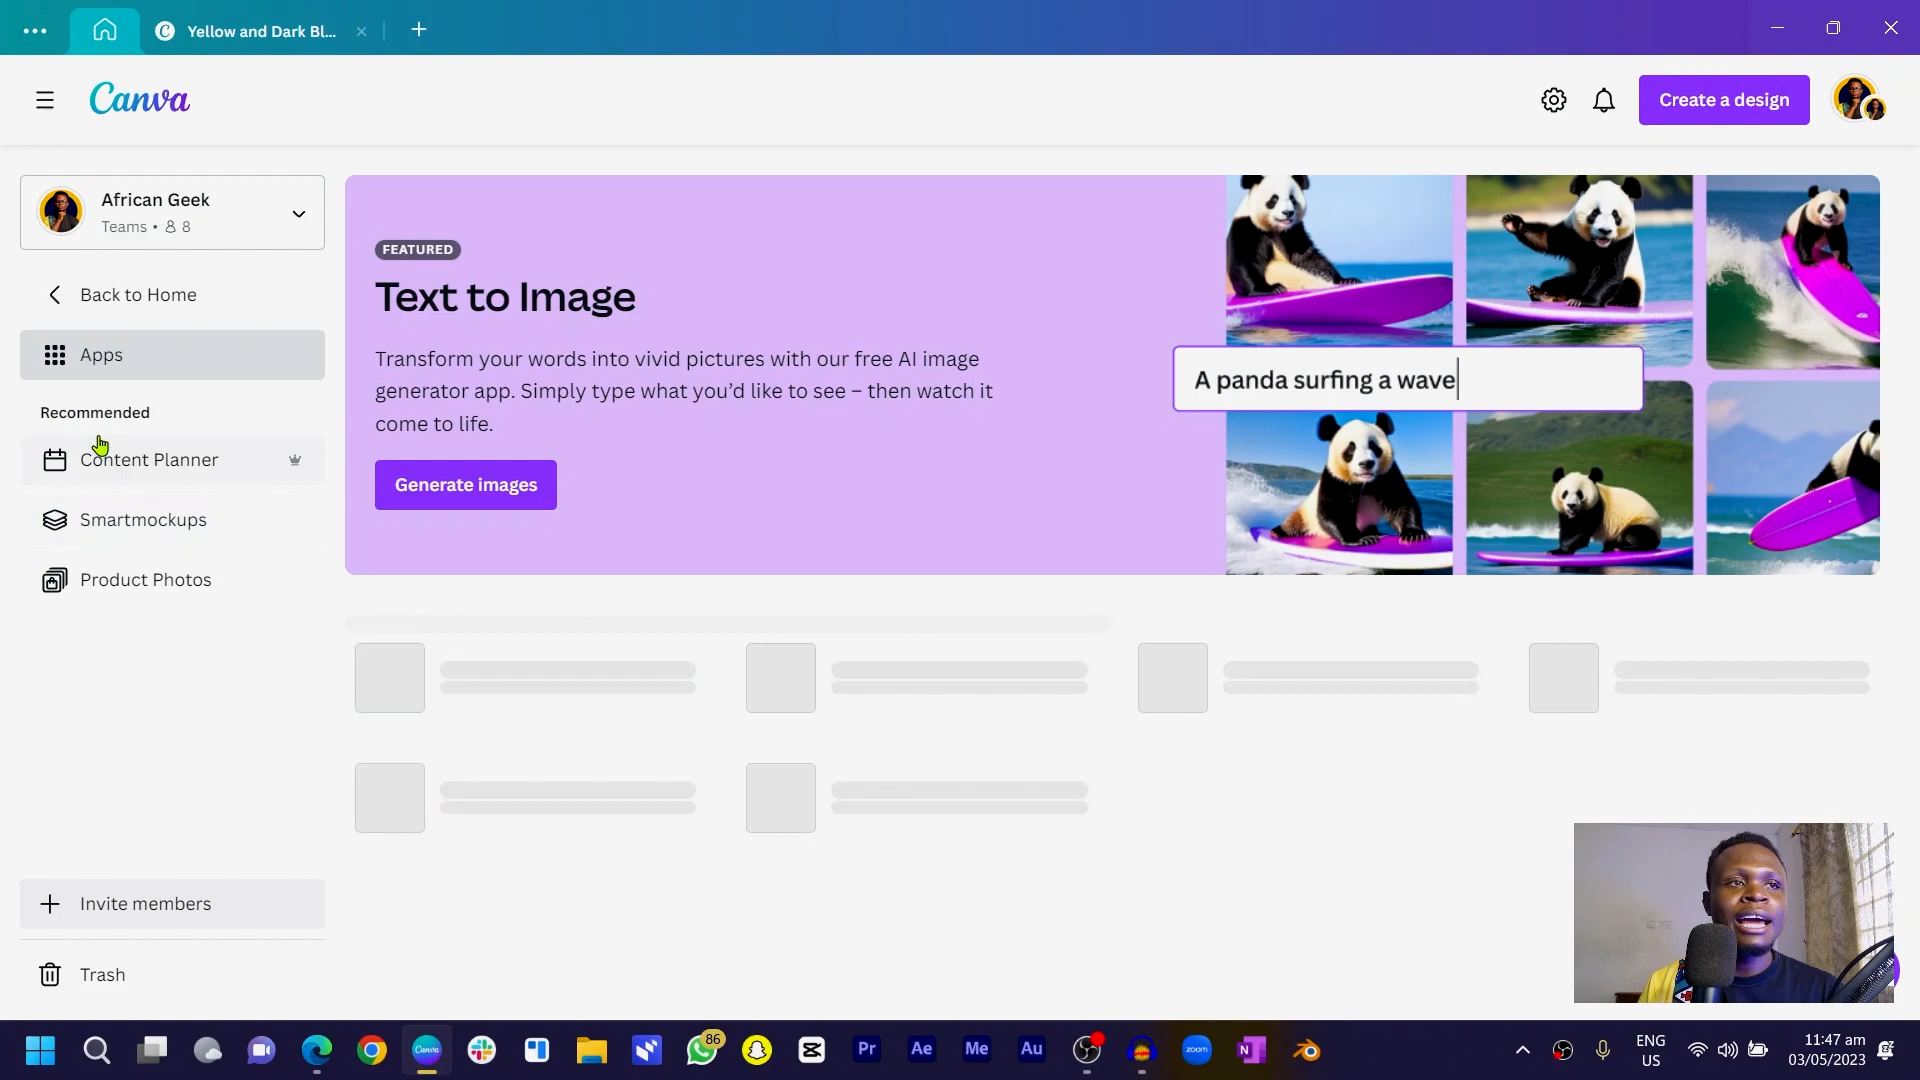 Yellow and Dark Bl...
Canva
Create a design
African Geek
Teams • 8
Back to Home
Apps
Recommended
Content Planner
Smartmockups
Product Photos
Invite members
Trash
FEATURED
Text to Image
Transform your words into vivid pictures with our free AI image
generator app. Simply type what you’d like to see – then watch it
come to life.
Generate images
A panda surfing a wave
Canva
86
Pr
Ae
Me
Au
zoom
N
ENG
US
11:47 am
03/05/2023